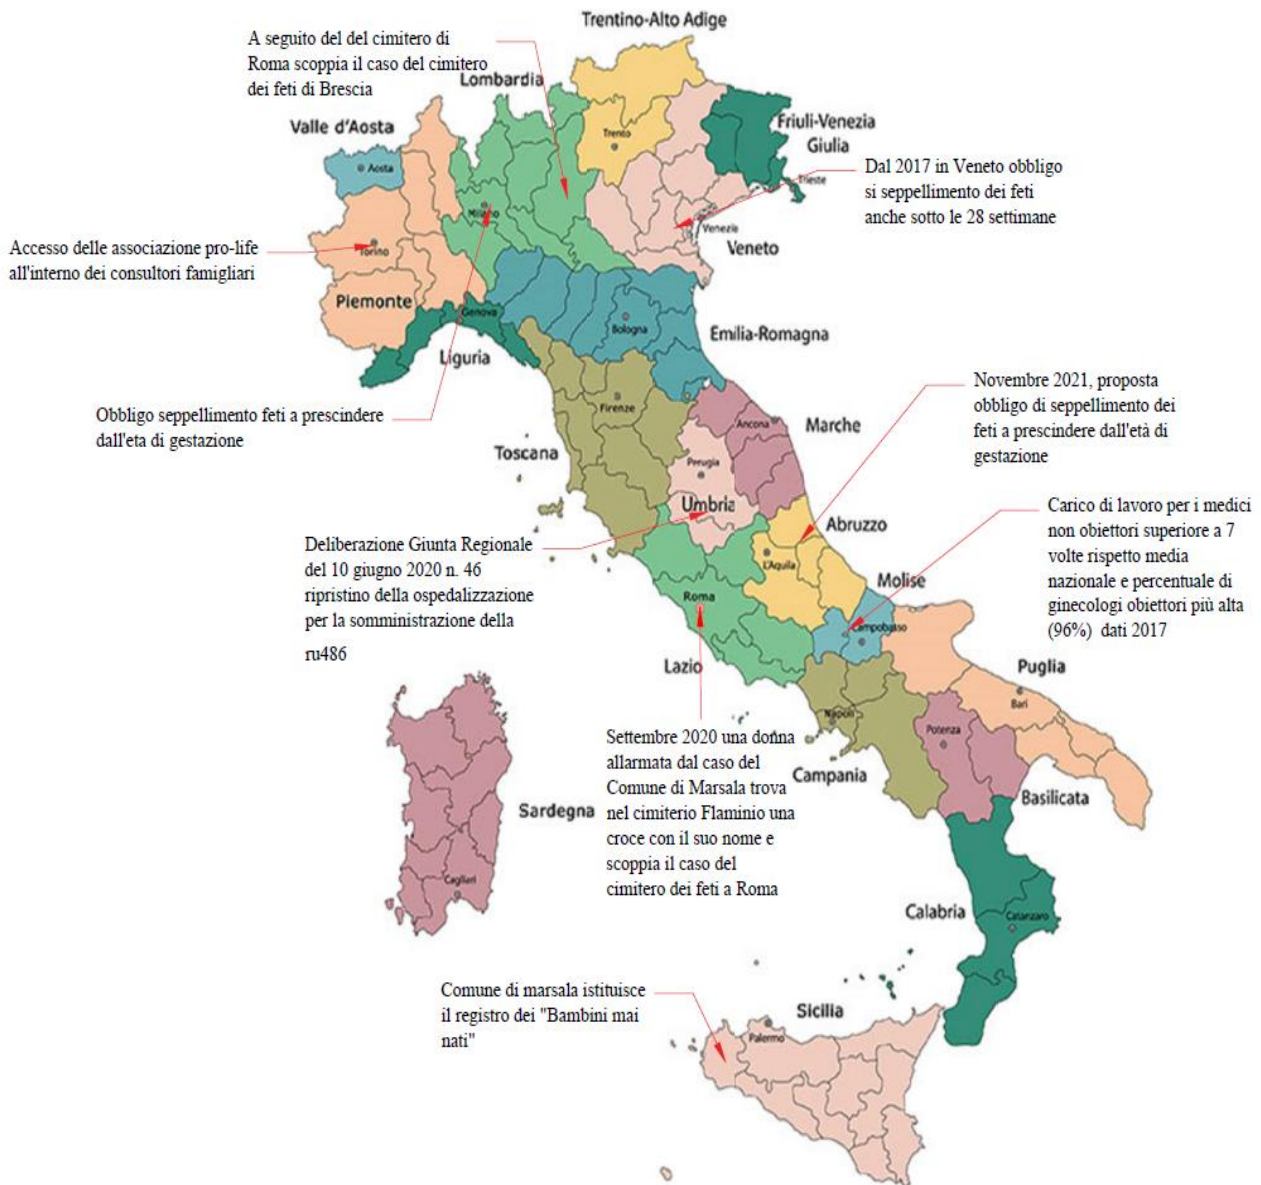 Trentino-Alto Adige
A seguito del del cimitero di
Roma scoppia il caso del cimitero
dei feti di Brescia
Lombardia
Valle d'Aosta
Friuli-Venezia
Giulia
Trento
Aosta
Trieste
Dal 2017 in Veneto obbligo
si seppellimento dei feti
anche sotto le 28 settimane
Milano
Venezia
Veneto
Accesso delle associazione pro-life
all'interno dei consultori famigliari
Torino
Piemonte
Genova
Bologna
Emilia-Romagna
Liguria
Obbligo seppellimento feti a prescindere
dall'eta di gestazione
Firenze
Novembre 2021, proposta
obbligo di seppellimento dei
feti a prescindere dall'età di
gestazione
Ancona
Marche
Toscana
Perugia
Umbria
Carico di lavoro per i medici
non obiettori superiore a 7
volte rispetto media
nazionale e percentuale di
ginecologi obiettori più alta
(96%) dati 2017
Abruzzo
Deliberazione Giunta Regionale
del 10 giugno 2020 n. 46
ripristino della ospedalizzazione
per la somministrazione della
ru486
L'Aquila
Molise
Roma
Campobasso
Lazio
Puglia
Bari
Napoli
Potenza
Settembre 2020 una donna
allarmata dal caso del
Comune di Marsala trova
nel cimiterio Flaminio una
croce con il suo nome e
scoppia il caso del
cimitero dei feti a Roma
Campania
Basilicata
Sardegna
Cagliari
Calabria
Catanzaro
Comune di marsala istituisce
il registro dei "Bambini mai
nati"
Sicilia
Palermo